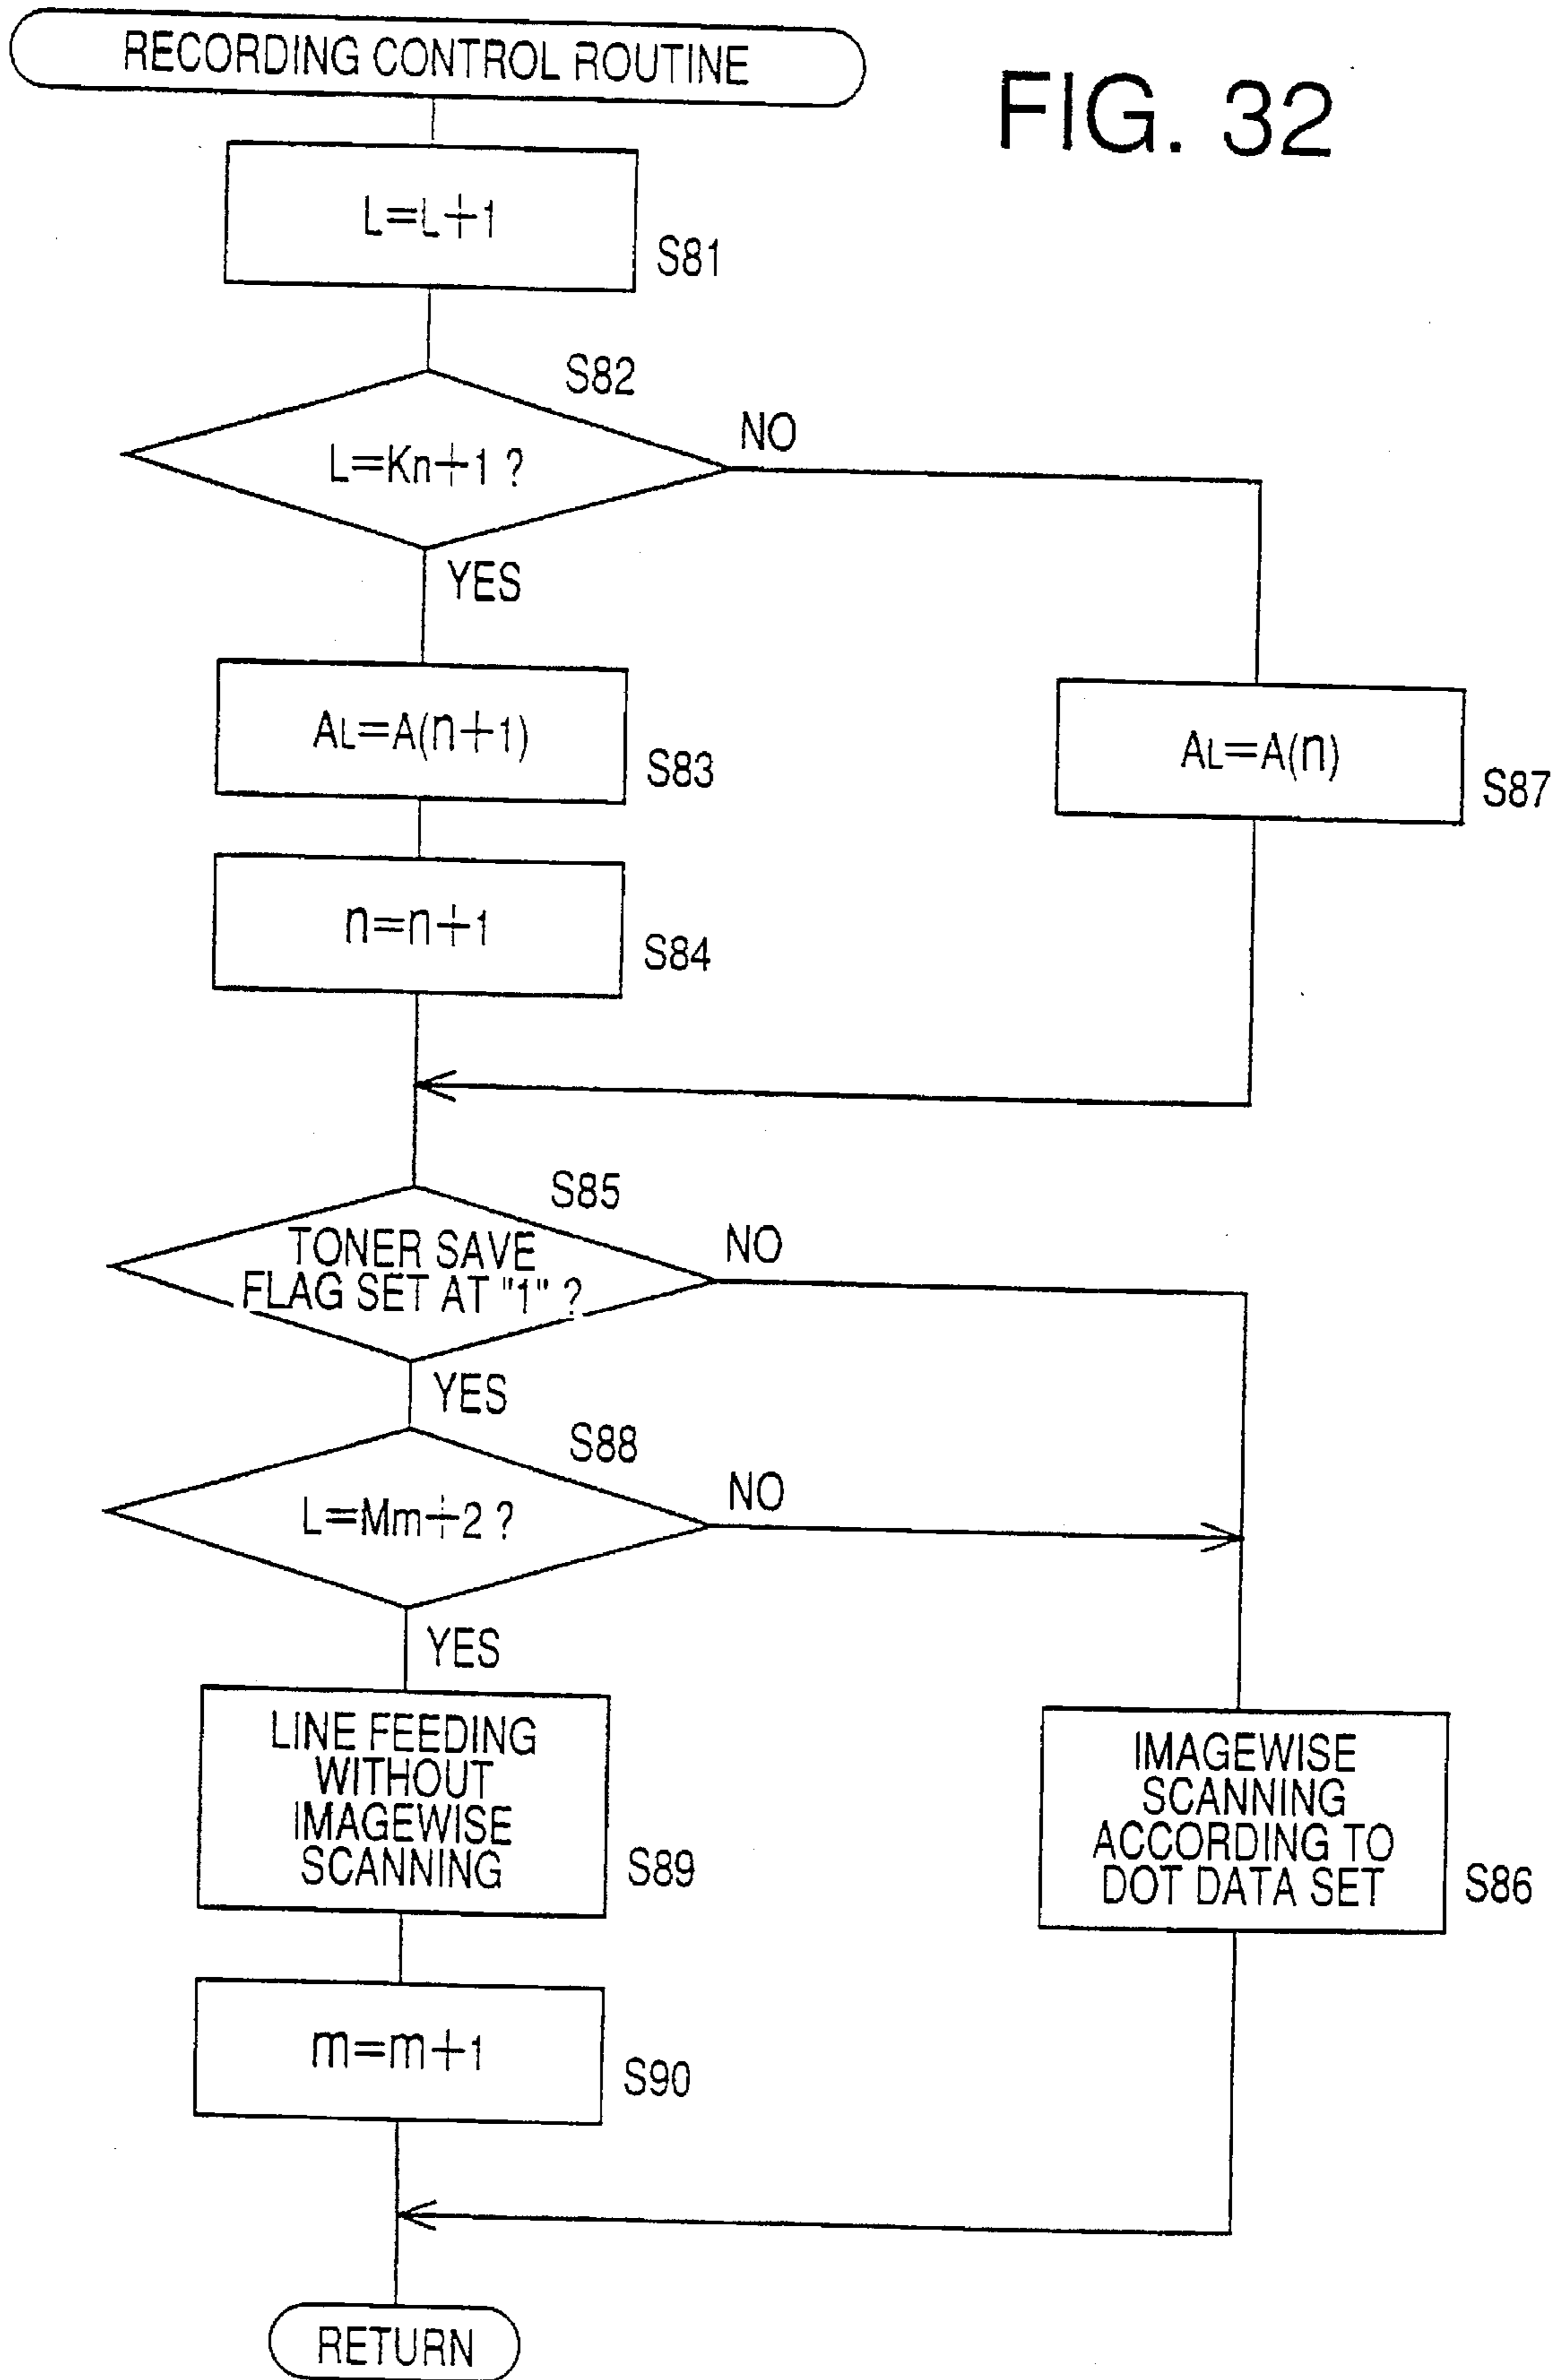 RECORDING CONTROL ROUTINE
FIG. 32
L=L+1
S81
S82
L=Kn+1 ?
NO
YES
AL=A(n+1)
S83
AL=A(n)
S87
n=n+1
S84
S85
TONER SAVE
FLAG SET AT "1" ?
NO
YES
S88
L=Mm+2 ?
NO
YES
LINE FEEDING
WITHOUT
IMAGEWISE
SCANNING
S89
IMAGEWISE
SCANNING
ACCORDING TO
DOT DATA SET
S86
m=m+1
S90
RETURN